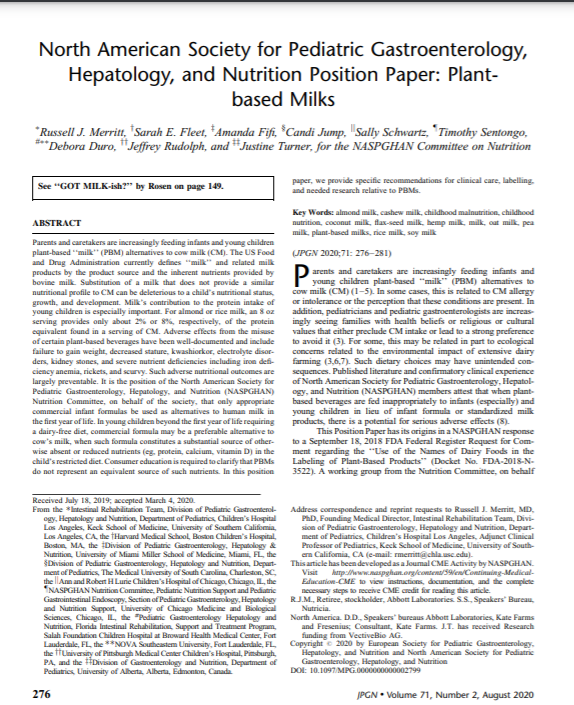 North American Society for Pediatric Gastroenterology,
Hepatology, and Nutrition Position Paper: Plant-
based Milks
*Russell J. Merritt, †Sarah E. Fleet, ‡Amanda Fifi, §Candi Jump, ||Sally Schwartz, ¶Timothy Sentongo,
#**Debora Duro, ††Jeffrey Rudolph, and ‡‡Justine Turner, for the NASPGHAN Committee on Nutrition
See ‘‘GOT MILK-ish?’’ by Rosen on page 149.
ABSTRACT
Parents and caretakers are increasingly feeding infants and young children
plant-based ‘‘milk’’ (PBM) alternatives to cow milk (CM). The US Food
and Drug Administration currently defines ‘‘milk’’ and related milk
products by the product source and the inherent nutrients provided by
bovine milk. Substitution of a milk that does not provide a similar
nutritional profile to CM can be deleterious to a child's nutritional status,
growth, and development. Milk's contribution to the protein intake of
young children is especially important. For almond or rice milk, an 8 oz
serving provides only about 2% or 8%, respectively, of the protein
equivalent found in a serving of CM. Adverse effects from the misuse
of certain plant-based beverages have been well-documented and include
failure to gain weight, decreased stature, kwashiorkor, electrolyte disor-
ders, kidney stones, and severe nutrient deficiencies including iron defi-
ciency anemia, rickets, and scurvy. Such adverse nutritional outcomes are
largely preventable. It is the position of the North American Society for
Pediatric Gastroenterology, Hepatology, and Nutrition (NASPGHAN)
Nutrition Committee, on behalf of the society, that only appropriate
commercial infant formulas be used as alternatives to human milk in
the first year of life. In young children beyond the first year of life requiring
a dairy-free diet, commercial formula may be a preferable alternative to
cow's milk, when such formula constitutes a substantial source of other-
wise absent or reduced nutrients (eg, protein, calcium, vitamin D) in the
child's restricted diet. Consumer education is required to clarify that PBMs
do not represent an equivalent source of such nutrients. In this position
paper, we provide specific recommendations for clinical care, labelling,
and needed research relative to PBMs.
Key Words: almond milk, cashew milk, childhood malnutrition, childhood
nutrition, coconut milk, flax-seed milk, hemp milk, milk, oat milk, pea
milk, plant-based milks, rice milk, soy milk
(JPGN 2020;71: 276–281)
Parents and caretakers are increasingly feeding infants and
young children plant-based ‘‘milk’’ (PBM) alternatives to
cow milk (CM) (1–5). In some cases, this is related to CM allergy
or intolerance or the perception that these conditions are present. In
addition, pediatricians and pediatric gastroenterologists are increas-
ingly seeing families with health beliefs or religious or cultural
values that either preclude CM intake or lead to a strong preference
to avoid it (3). For some, this may be related in part to ecological
concerns related to the environmental impact of extensive dairy
farming (3,6,7). Such dietary choices may have unintended con-
sequences. Published literature and confirmatory clinical experience
of North American Society for Pediatric Gastroenterology, Hepatol-
ogy, and Nutrition (NASPGHAN) members attest that when plant-
based beverages are fed inappropriately to infants (especially) and
young children in lieu of infant formula or standardized milk
products, there is a potential for serious adverse effects (8).
This Position Paper has its origins in a NASPGHAN response
to a September 18, 2018 FDA Federal Register Request for Com-
ment regarding the ‘‘Use of the Names of Dairy Foods in the
Labeling of Plant-Based Products’’ (Docket No. FDA-2018-N-
3522). A working group from the Nutrition Committee, on behalf
Received July 18, 2019; accepted March 4, 2020.
From the *Intestinal Rehabitation Team, Division of Pediatric Gastroenterol-
ogy, Hepatology and Nutrition, Department of Pediatrics, Children's Hospital
Los Angeles, Keck School of Medicine, University of Southern California,
Los Angeles, CA, the †Harvard Medical School, Boston Children's Hospital,
Boston, MA, the ‡Division of Pediatric Gastroenterology, Hepatology &
Nutrition, University of Miami Miller School of Medicine, Miami, FL, the
§Division of Pediatric Gastroenterology, Hepatology and Nutrition, Depart-
ment of Pediatrics, The Medical University of South Carolina, Charleston, SC,
the ||Ann and Robert H Lurie Children's Hospital of Chicago, Chicago, IL, the
¶NASPGHAN Nutrition Committee, Pediatric Nutrition Support and Pediatric
Gastrointestinal Endoscopy, Section of Pediatric Gastroenterology, Hepatology
and Nutrition Support, University of Chicago Medicine and Biological
Sciences, Chicago, IL, the #Pediatric Gastroenterology Hepatology and
Nutrition, Florida Intestinal Rehabilitation, Support and Treatment Program,
Salah Foundation Children Hospital at Broward Health Medical Center, Fort
Lauderdale, FL, the **NOVA Southeastern University, Fort Lauderdale, FL,
the ††University of Pittsburgh Medical Center Children's Hospital, Pittsburgh,
PA, and the ‡‡Division of Gastroenterology and Nutrition, Department of
Pediatrics, University of Alberta, Alberta, Edmonton, Canada.
Address correspondence and reprint requests to Russell J. Merritt, MD,
PhD, Founding Medical Director, Intestinal Rehabilitation Team, Divi-
sion of Pediatric Gastroenterology, Hepatology and Nutrition, Depart-
ment of Pediatrics, Children's Hospital Los Angeles, Adjunct Clinical
Professor of Pediatrics, Keck School of Medicine, University of South-
ern California, CA (e-mail: rmerritt@chla.usc.edu).
This article has been developed as a Journal CME Activity by NASPGHAN.
Visit http://www.naspghan.org/content/59/en/Continuing-Medical-
Education-CME to view instructions, documentation, and the complete
necessary steps to receive CME credit for reading this article.
R.J.M., Retiree, stockholder, Abbott Laboratories. S.S., Speakers' Bureau,
Nutricia.
North America. D.D., Speakers' bureaus Abbott Laboratories, Kate Farms
and Fresenius; Consultant, Kate Farms. J.T. has received Research
funding from VectiveBio AG.
Copyright © 2020 by European Society for Pediatric Gastroenterology,
Hepatology, and Nutrition and North American Society for Pediatric
Gastroenterology, Hepatology, and Nutrition
DOI: 10.1097/MPG.0000000000002799
276
JPGN • Volume 71, Number 2, August 2020